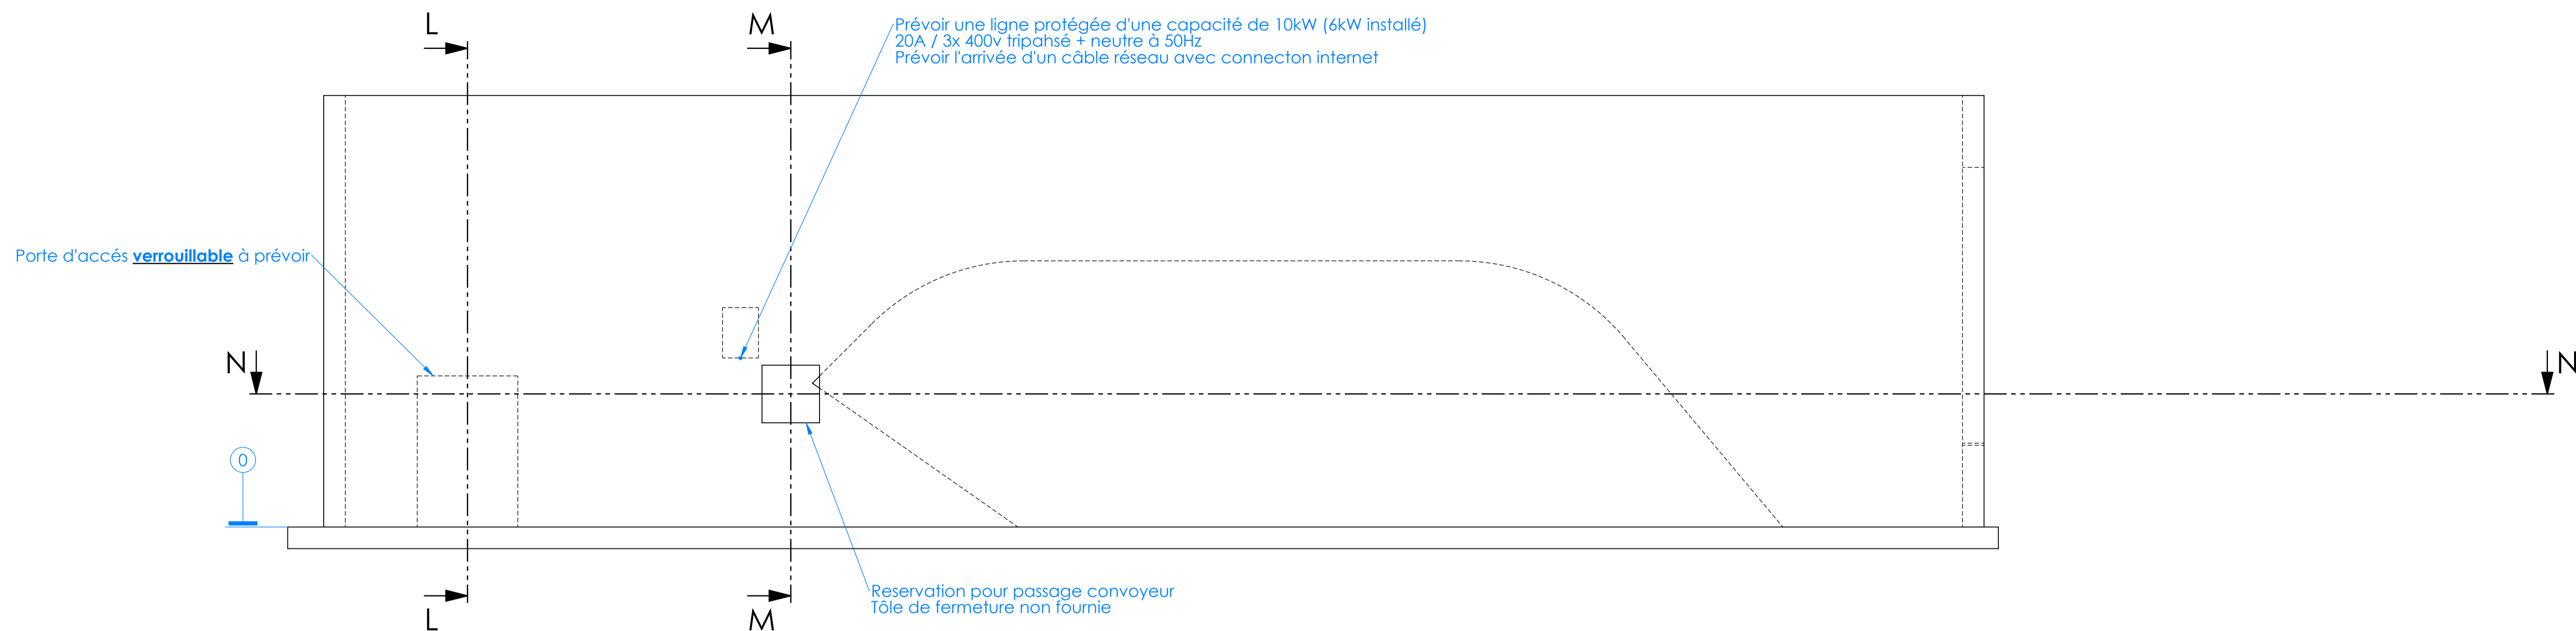 L
M
Prévoir une ligne protégée d'une capacité de 10kW (6kW installé)
20A / 3x 400v tripahsé + neutre à 50Hz
Prévoir l'arrivée d'un câble réseau avec connecton internet
Porte d'accés verrouillable à prévoir
N
N
0
Reservation pour passage convoyeur
Tôle de fermeture non fournie
L
M